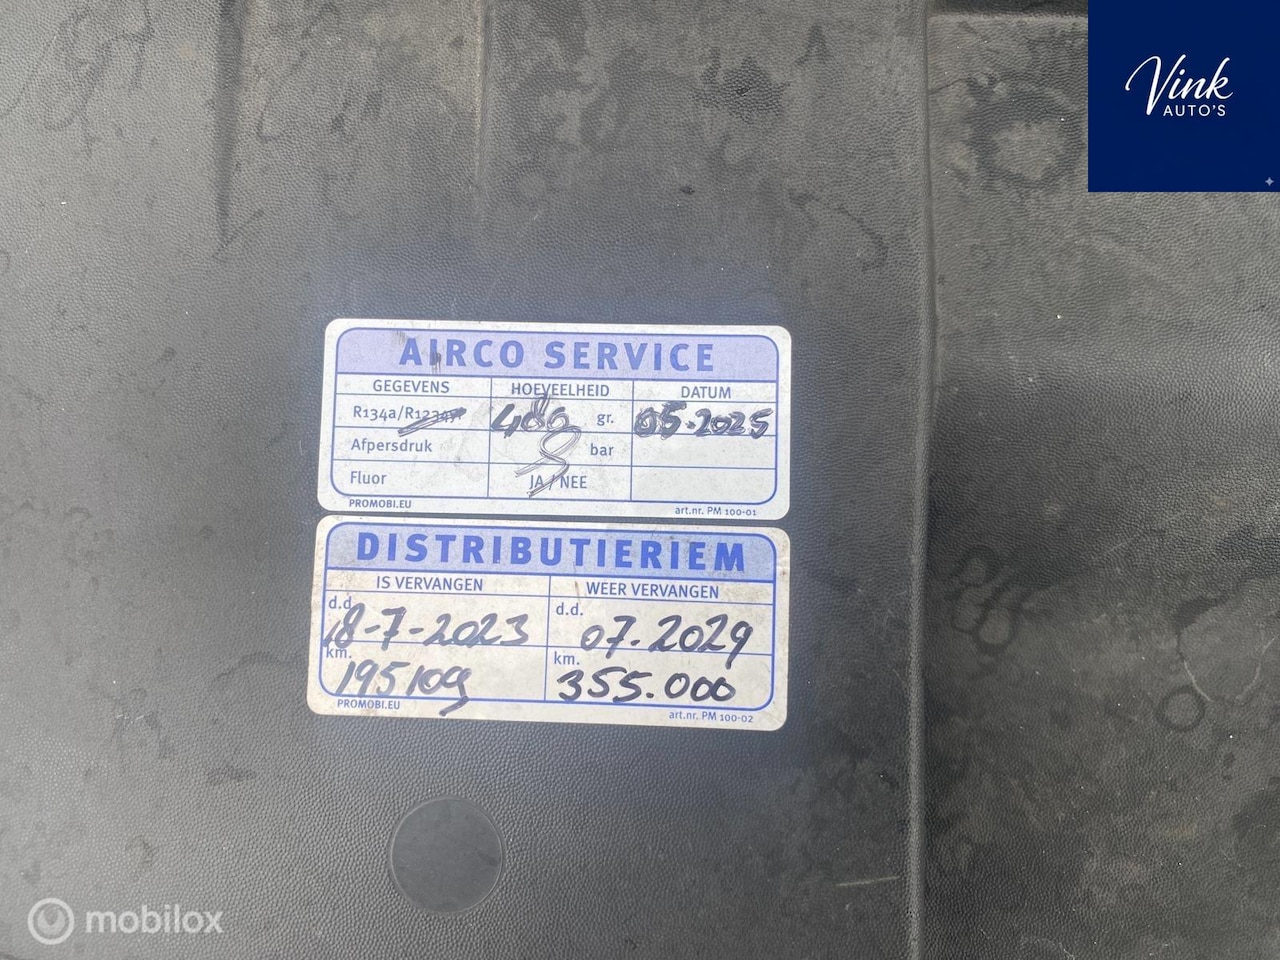 Vink
AUTO'S
AIRCO SERVICE
GEGEVENS HOEVEELHEID DATUM
R134a/R1234yf 480 gr. 05-2025
Afpersdruk bar
Fluor JA / NEE
PROMOBI.EU art.nr. PM 100-01
DISTRIBUTIERIEM
IS VERVANGEN WEER VERVANGEN
d.d. 18-7-2023 d.d. 07.2029
km. 195109 km. 355.000
PROMOBI.EU art.nr. PM 100-02
mobilox